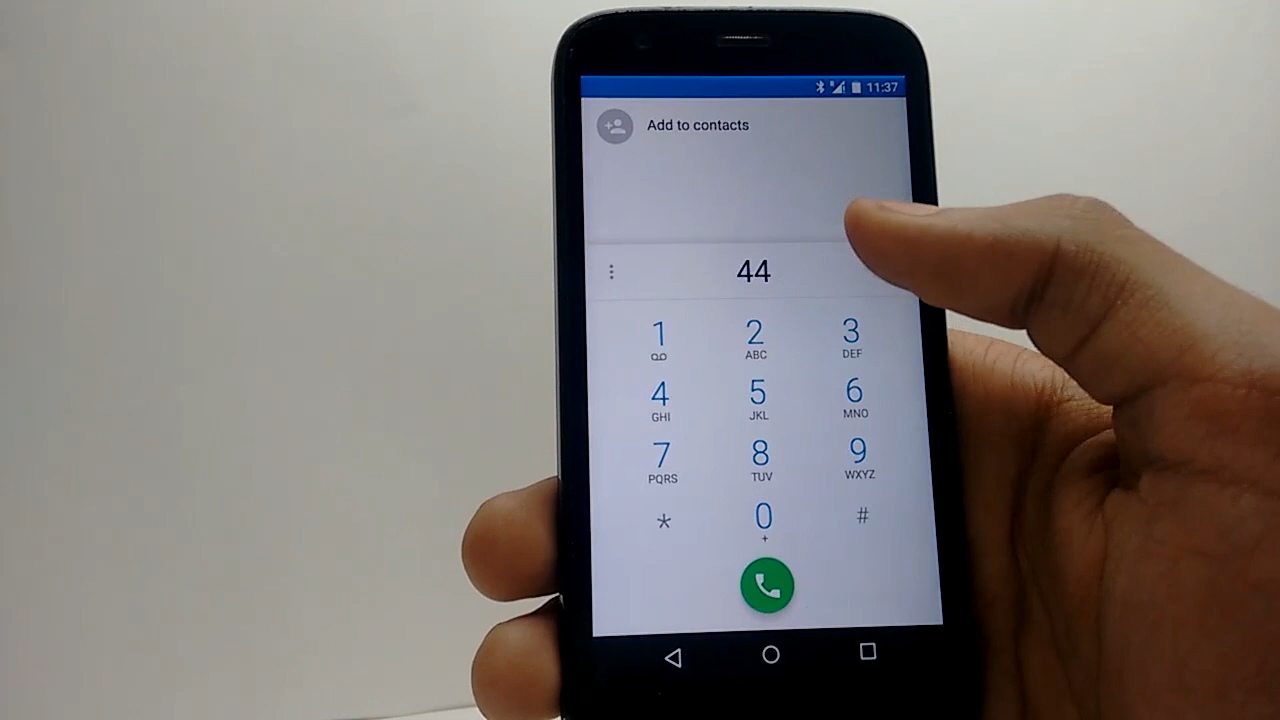 11:37
Add to contacts
44
1 2 3
ABC DEF
4 5 6
GHI JKL MNO
7 8 9
PQRS TUV WXYZ
* 0 #
+